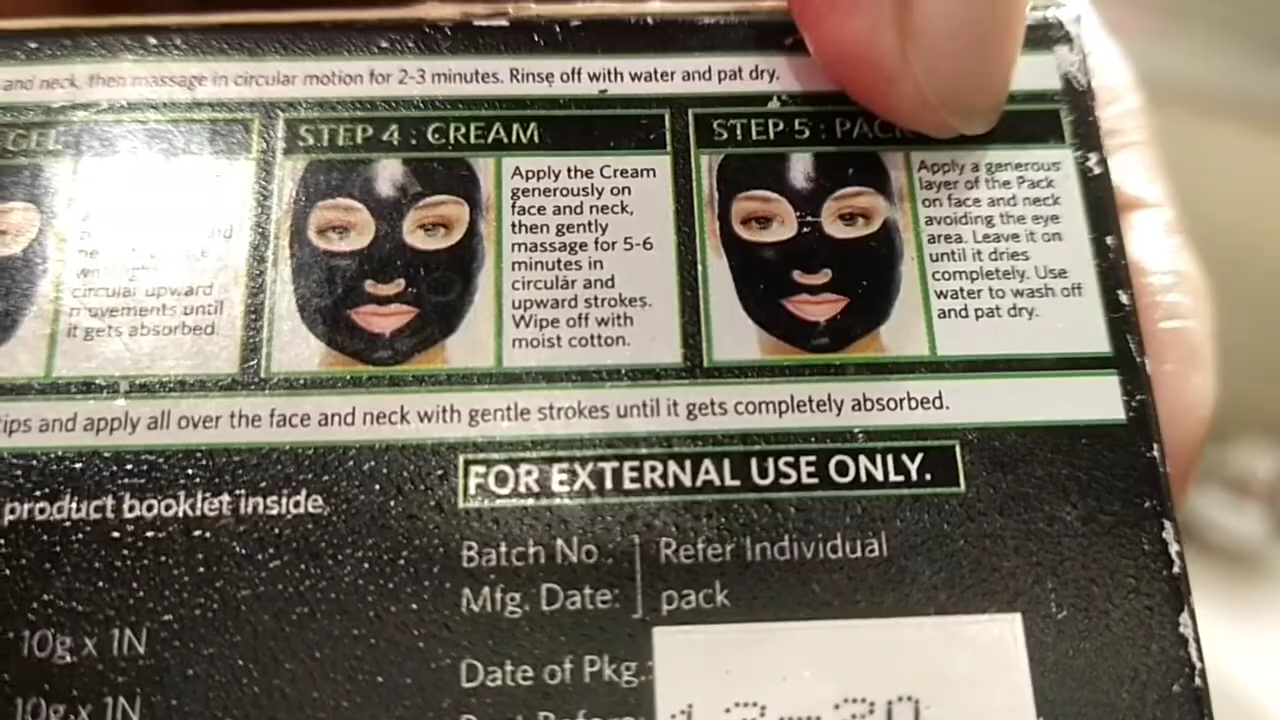 and neck, then massage in circular motion for 2-3 minutes. Rinse off with water and pat dry.
GEL
circular upward
movements until
it gets absorbed.
STEP 4 : CREAM
Apply the Cream
generously on
face and neck,
then gently
massage for 5-6
minutes in
circular and
upward strokes.
Wipe off with
moist cotton.
STEP 5 : PACK
Apply a generous
layer of the Pack
on face and neck
avoiding the eye
area. Leave it on
until it dries
completely. Use
water to wash off
and pat dry.
tips and apply all over the face and neck with gentle strokes until it gets completely absorbed.
FOR EXTERNAL USE ONLY.
product booklet inside.
Batch No.: Refer Individual
Mfg. Date: pack
10g x 1N
Date of Pkg.:
10g x 1N